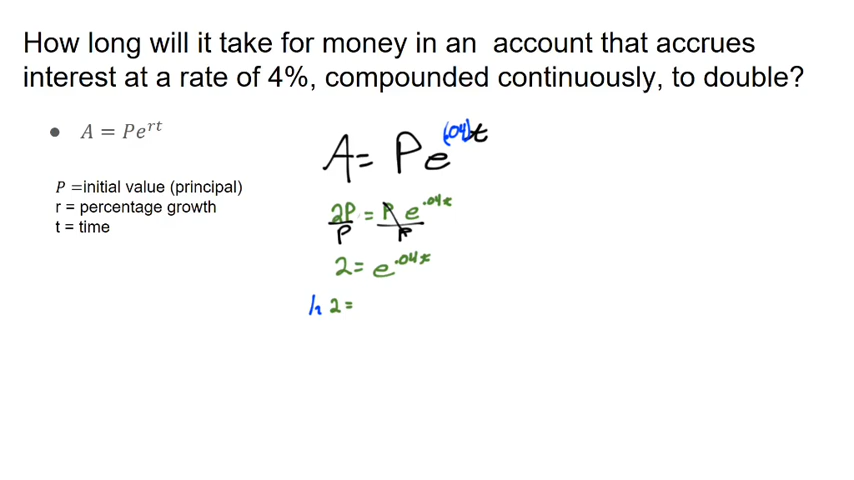 How long will it take for money in an account that accrues
interest at a rate of 4%, compounded continuously, to double?
● A = Pe^{rt}
P =initial value (principal)
r = percentage growth
t = time
A = Pe^{(.04)t}
2P/P = Pe^{.04t}/P
2 = e^{.04t}
ln 2 =